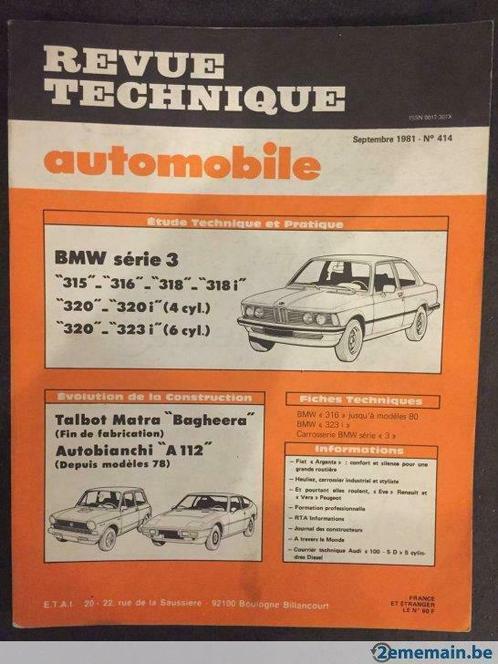 REVUE
TECHNIQUE
ISSN 0017-307X
Septembre 1981 - N° 414
automobile
Étude Technique et Pratique
BMW série 3
“315”_“316”_“318”_“318 i”
“320”_“320 i” (4 cyl.)
“320”_“323 i” (6 cyl.)
Évolution de la Construction
Talbot Matra “Bagheera”
(Fin de fabrication)
Autobianchi “A 112”
(Depuis modèles 78)
Fiches Techniques
BMW « 316 » jusqu'à modèles 80
BMW « 323 i »
Carrosserie BMW série « 3 »
Informations
— Fiat « Argenta » : confort et silence pour une
grande routière
— Heuliez, carrossier industriel et styliste
— Et pourtant elles roulent, « Eve » Renault et
« Vera » Peugeot
— Formation professionnelle
— RTA Informations
— Journal des constructeurs
— A travers le Monde
— Courrier technique Audi « 100 - 5 D » 5 cylin-
dres Diesel
E.T.A.I. 20 - 22, rue de la Saussière - 92100 Boulogne Billancourt
FRANCE
ET ÉTRANGER
LE N° 60 F
2ememain.be